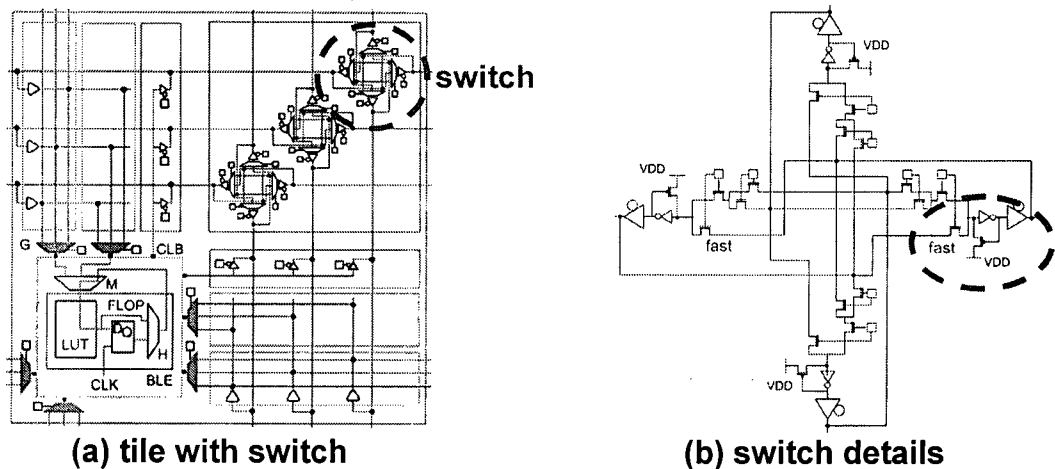 switch
G
CLB
M
FLOP
LUT
H
CLK
BLE
(a) tile with switch
VDD
VDD
fast
fast
VDD
VDD
(b) switch details